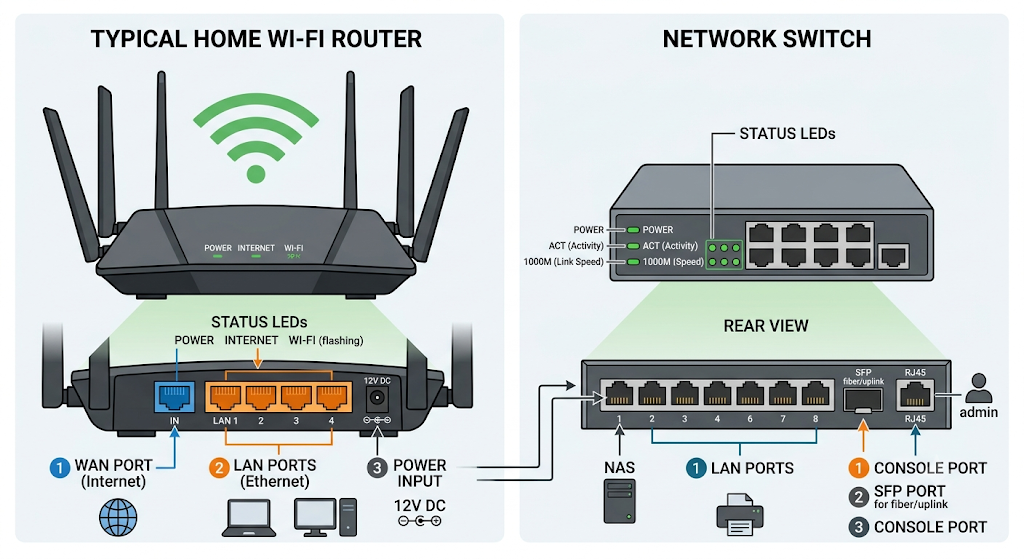 TYPICAL HOME WI-FI ROUTER
POWER INTERNET WI-FI
STATUS LEDs
POWER INTERNET WI-FI (flashing)
12V DC
IN
LAN 1 2 3 4
1 WAN PORT
(Internet)
2 LAN PORTS
(Ethernet)
3 POWER
INPUT
12V DC
NETWORK SWITCH
STATUS LEDs
POWER POWER
ACT (Activity) ACT (Activity)
1000M (Link Speed) 1000M (Speed)
REAR VIEW
SFP
fiber/uplink
RJ45
1 2 3 4 6 7 8
RJ45
admin
NAS
1 LAN PORTS
1 CONSOLE PORT
2 SFP PORT
for fiber/uplink
3 CONSOLE PORT